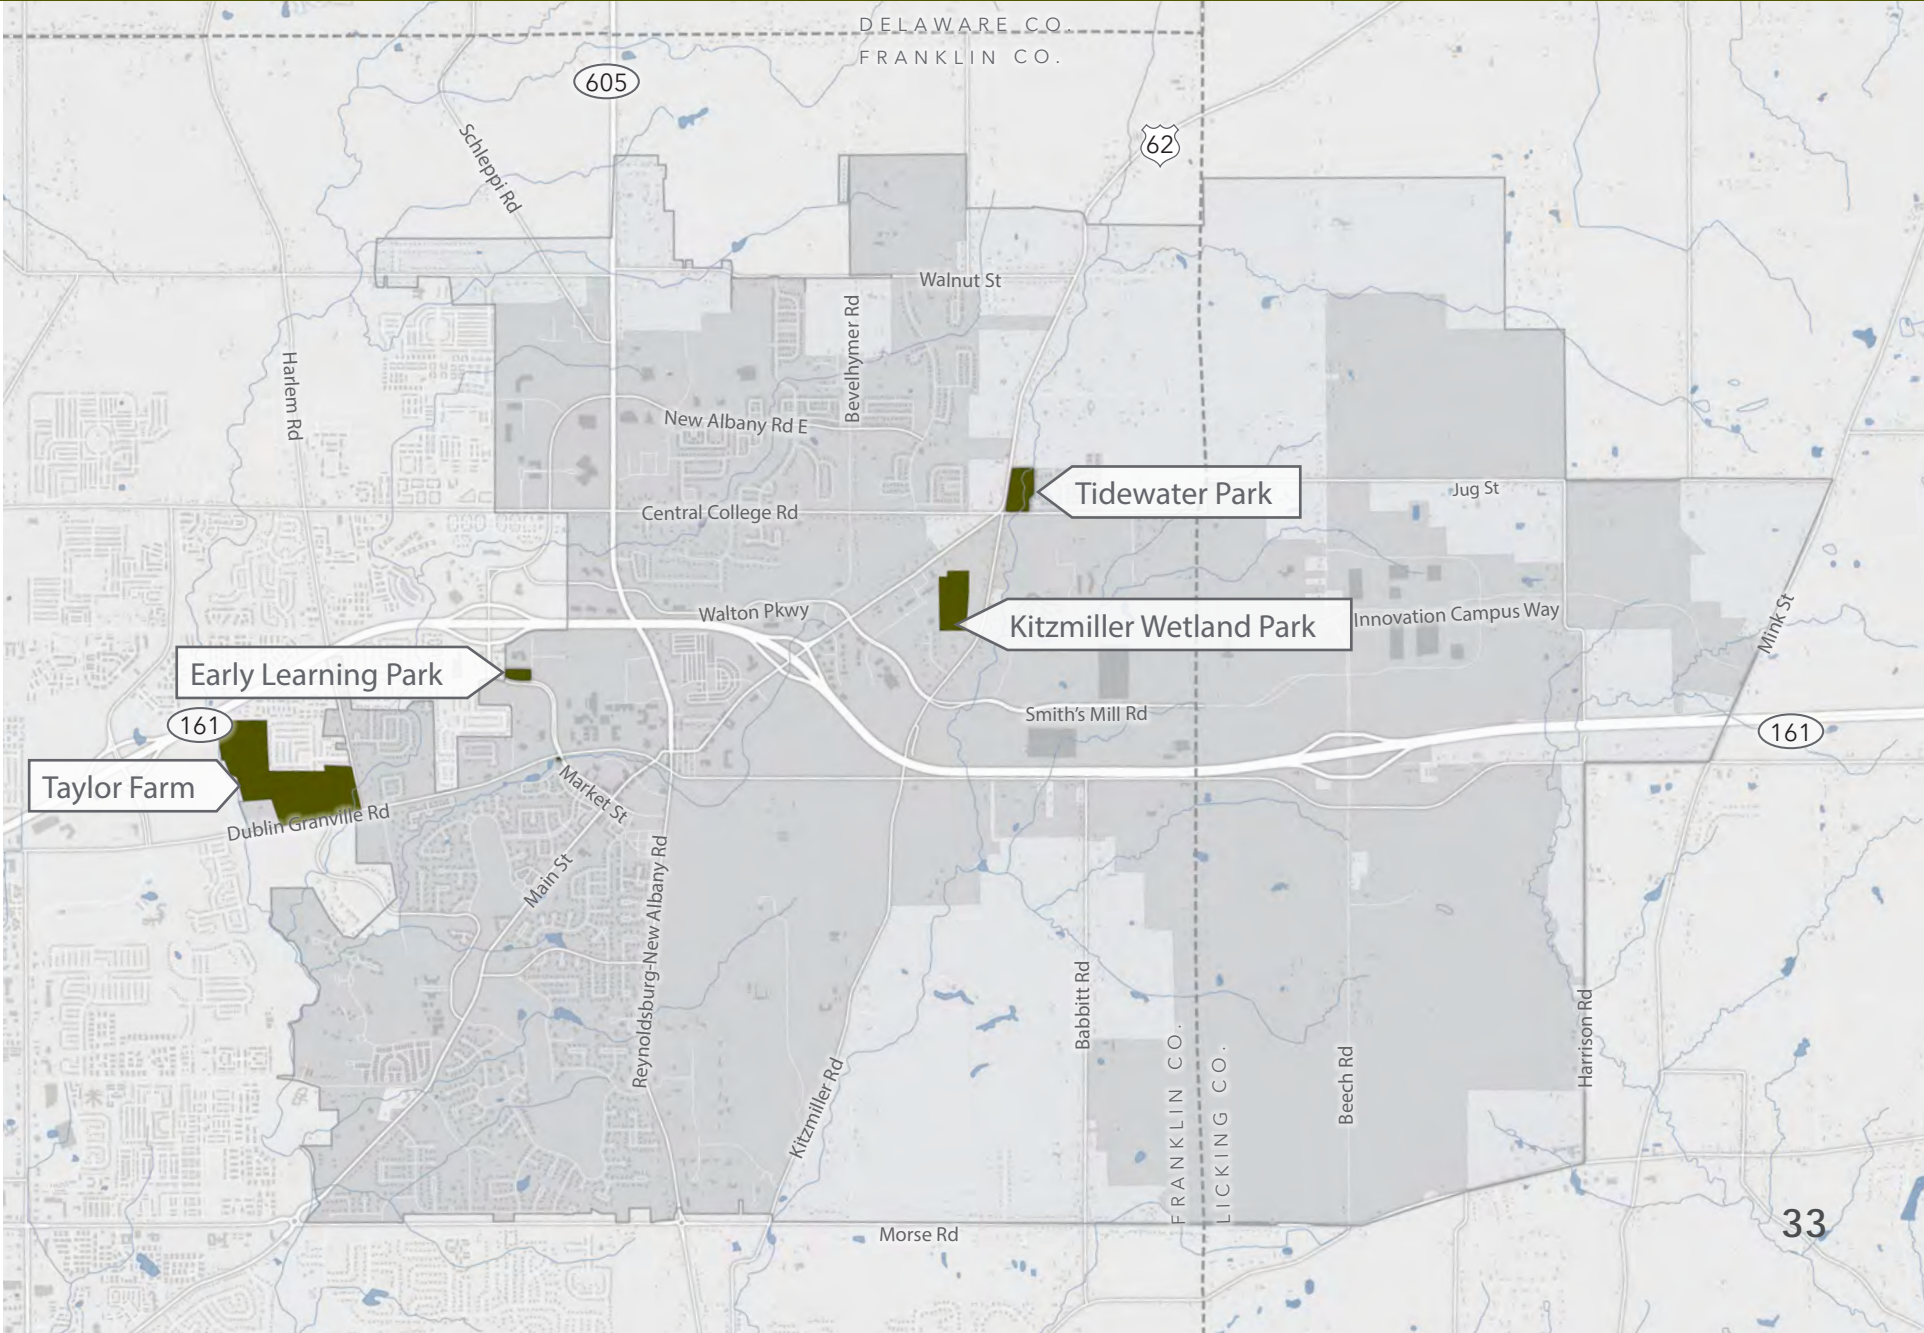 DELAWARE CO.
FRANKLIN CO.
605
62
Schleppi Rd
Walnut St
Bevelhymer Rd
Harlem Rd
New Albany Rd E
Tidewater Park
Jug St
Central College Rd
Walton Pkwy
Kitzmiller Wetland Park
Innovation Campus Way
Mink St
Early Learning Park
161
Smith's Mill Rd
161
Taylor Farm
Market St
Dublin Granville Rd
Main St
Reynoldsburg-New Albany Rd
Babbitt Rd
Harrison Rd
Kitzmiller Rd
FRANKLIN CO.
LICKING CO.
Beech Rd
Morse Rd
33